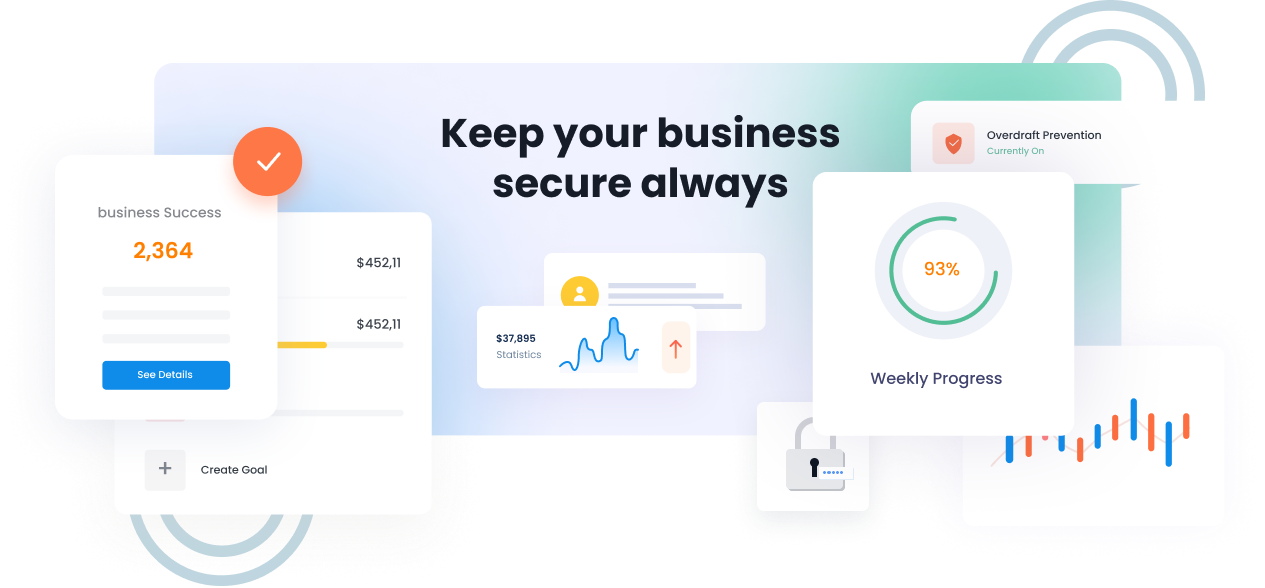 Keep your business
secure always
Overdraft Prevention
Currently On
business Success
2,364
See Details
$452,11
$452,11
Create Goal
$37,895
Statistics
93%
Weekly Progress